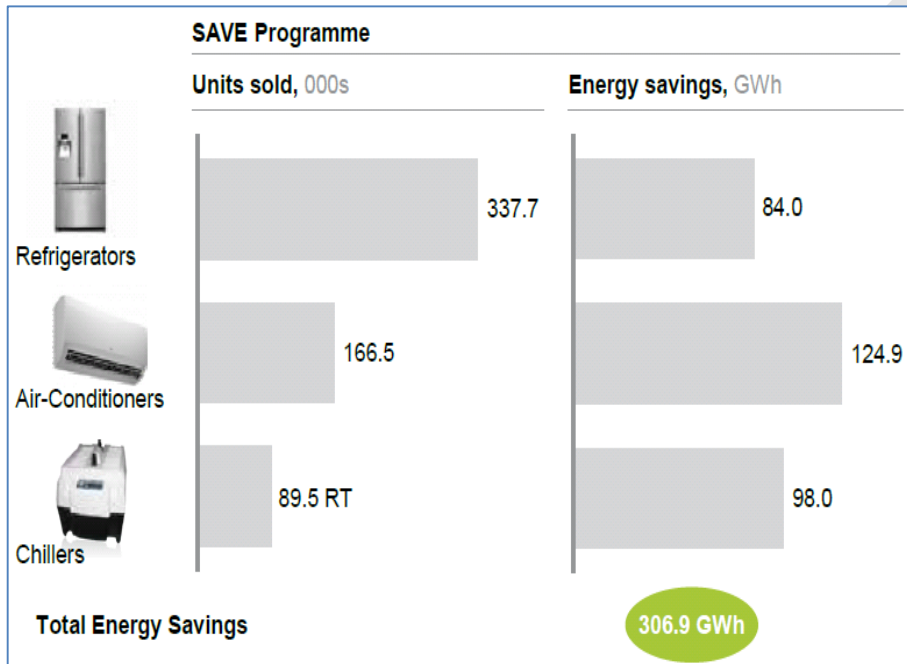 SAVE Programme
Units sold, 000s
Energy savings, GWh
Refrigerators
337.7
84.0
Air-Conditioners
166.5
124.9
Chillers
89.5 RT
98.0
Total Energy Savings
306.9 GWh